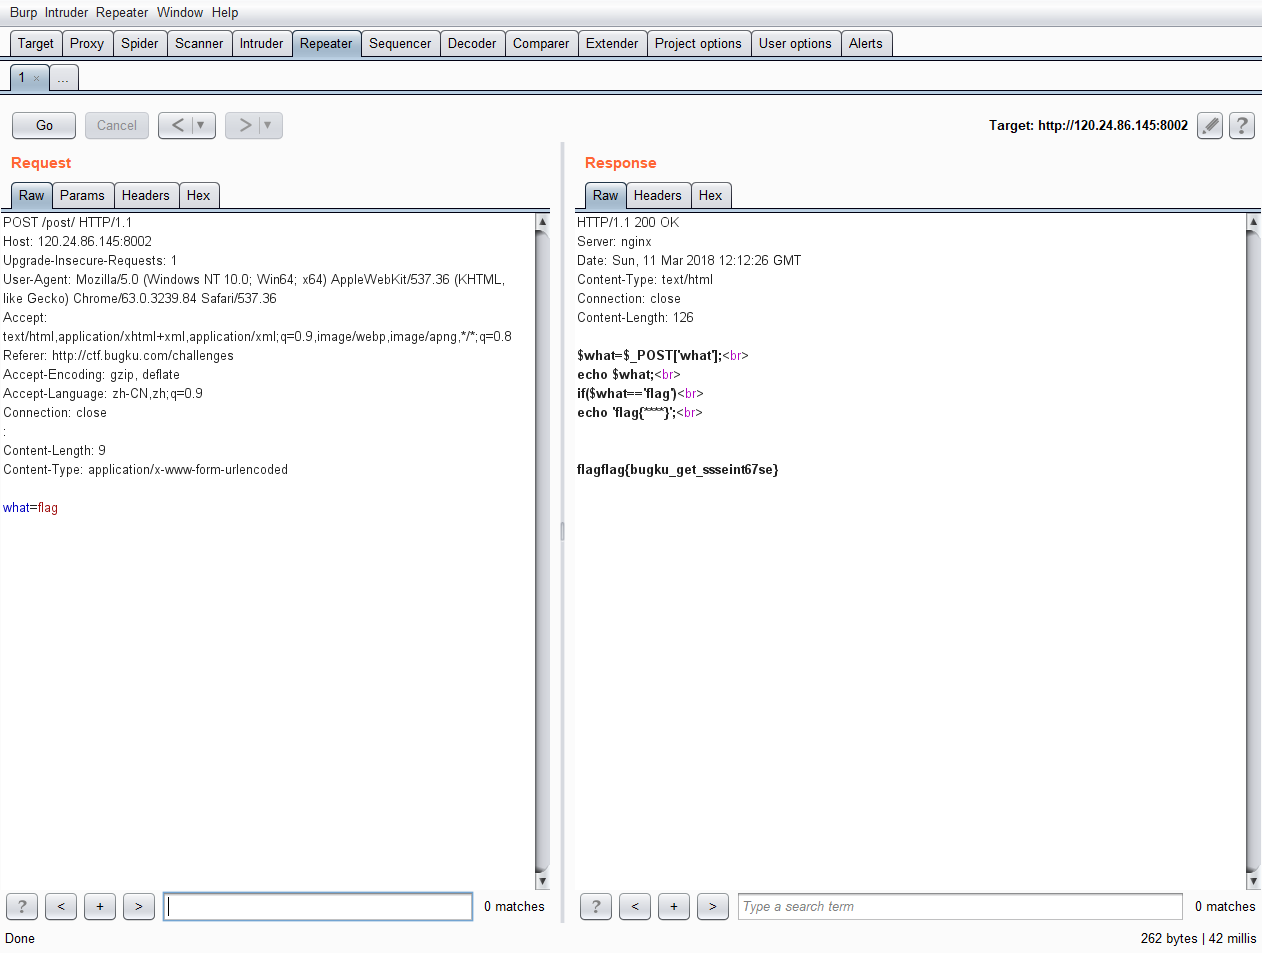 Burp Intruder Repeater Window Help
Target Proxy Spider Scanner Intruder Repeater Sequencer Decoder Comparer Extender Project options User options Alerts
1 × ...
Go Cancel < ▼ > ▼ Target: http://120.24.86.145:8002 ?
Request
Raw Params Headers Hex
POST /post/ HTTP/1.1
Host: 120.24.86.145:8002
Upgrade-Insecure-Requests: 1
User-Agent: Mozilla/5.0 (Windows NT 10.0; Win64; x64) AppleWebKit/537.36 (KHTML,
like Gecko) Chrome/63.0.3239.84 Safari/537.36
Accept:
text/html,application/xhtml+xml,application/xml;q=0.9,image/webp,image/apng,*/*;q=0.8
Referer: http://ctf.bugku.com/challenges
Accept-Encoding: gzip, deflate
Accept-Language: zh-CN,zh;q=0.9
Connection: close
:
Content-Length: 9
Content-Type: application/x-www-form-urlencoded
what=flag
? < + > 0 matches
Response
Raw Headers Hex
HTTP/1.1 200 OK
Server: nginx
Date: Sun, 11 Mar 2018 12:12:26 GMT
Content-Type: text/html
Connection: close
Content-Length: 126
$what=$_POST['what'];<br>
echo $what;<br>
if($what=='flag')<br>
echo 'flag{****}';<br>
flagflag{bugku_get_ssseint67se}
? < + > Type a search term 0 matches
Done 262 bytes | 42 millis